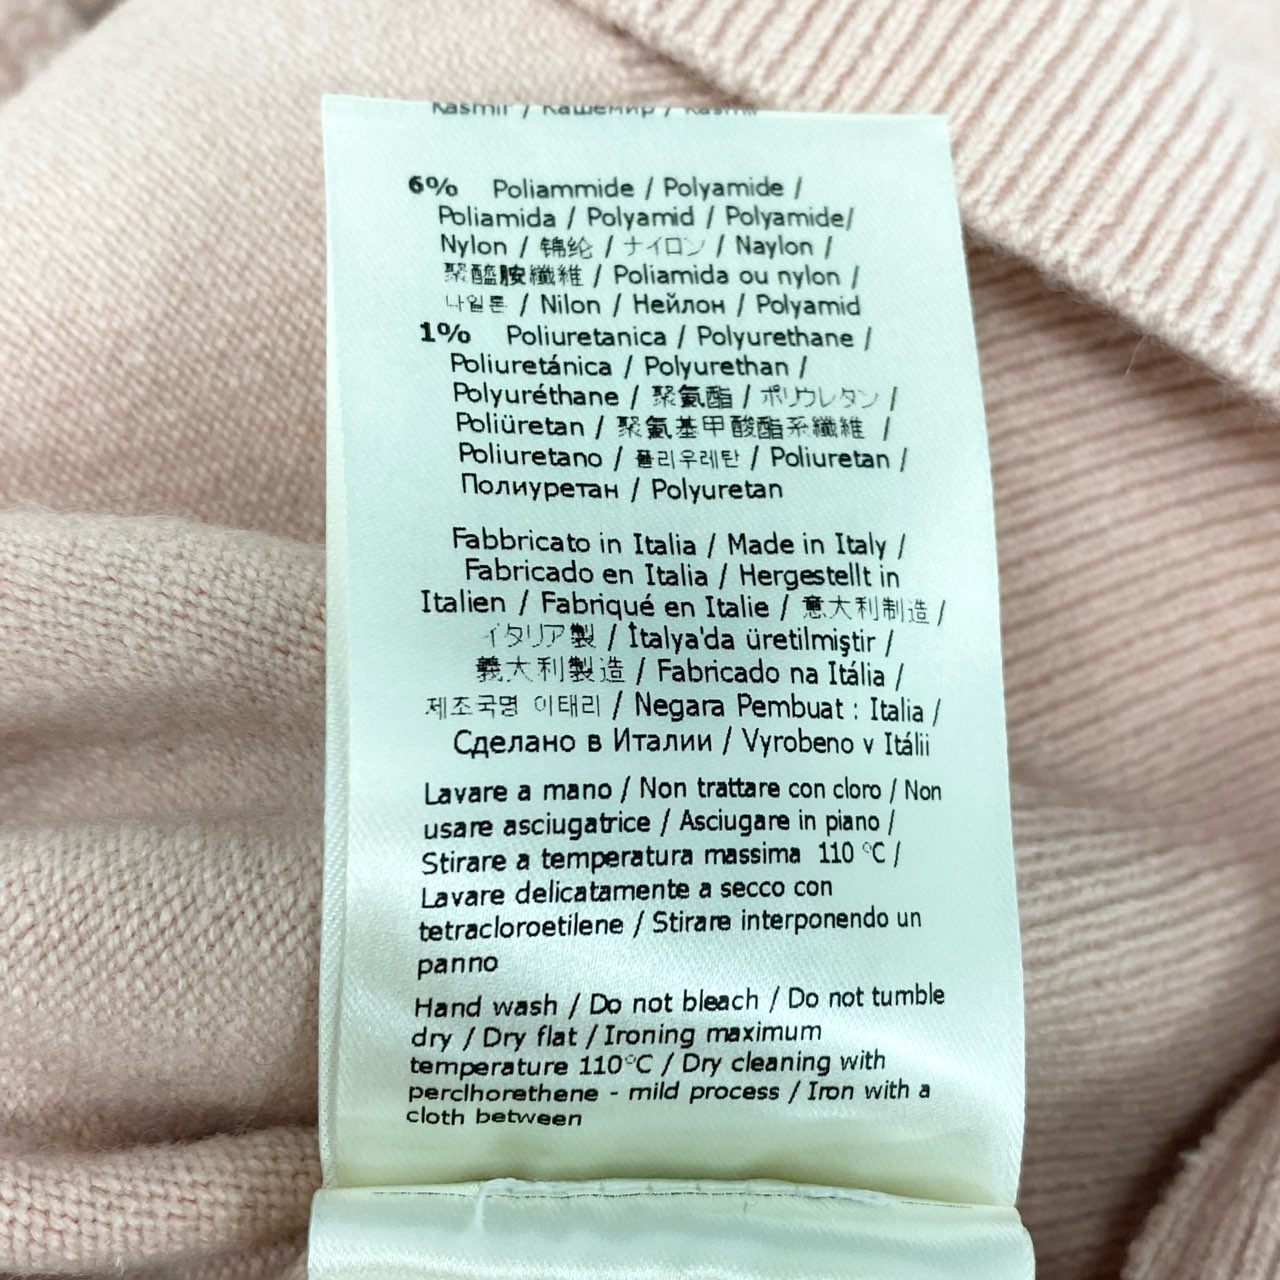 Kasmir / Кашемир / Kasmír
6% Poliammide / Polyamide /
Poliamida / Polyamid / Polyamide/
Nylon / 锦纶 / ナイロン / Naylon /
聚醯胺纖維 / Poliamida ou nylon /
나일론 / Nilon / Нейлон / Polyamid
1% Poliuretanica / Polyurethane /
Poliuretánica / Polyurethan /
Polyuréthane / 聚氨酯 / ポリウレタン /
Poliüretan / 聚氨基甲酸酯系纖維 /
Poliuretano / 폴리우레탄 / Poliuretan /
Полиуретан / Polyuretan
Fabbricato in Italia / Made in Italy /
Fabricado en Italia / Hergestellt in
Italien / Fabriqué en Italie / 意大利制造 /
イタリア製 / İtalya'da üretilmiştir /
義大利製造 / Fabricado na Itália /
제조국명 이태리 / Negara Pembuat : Italia /
Сделано в Италии / Vyrobeno v Itálii
Lavare a mano / Non trattare con cloro / Non
usare asciugatrice / Asciugare in piano /
Stirare a temperatura massima 110 °C /
Lavare delicatamente a secco con
tetracloroetilene / Stirare interponendo un
panno
Hand wash / Do not bleach / Do not tumble
dry / Dry flat / Ironing maximum
temperature 110°C / Dry cleaning with
perclhorethene - mild process / Iron with a
cloth between